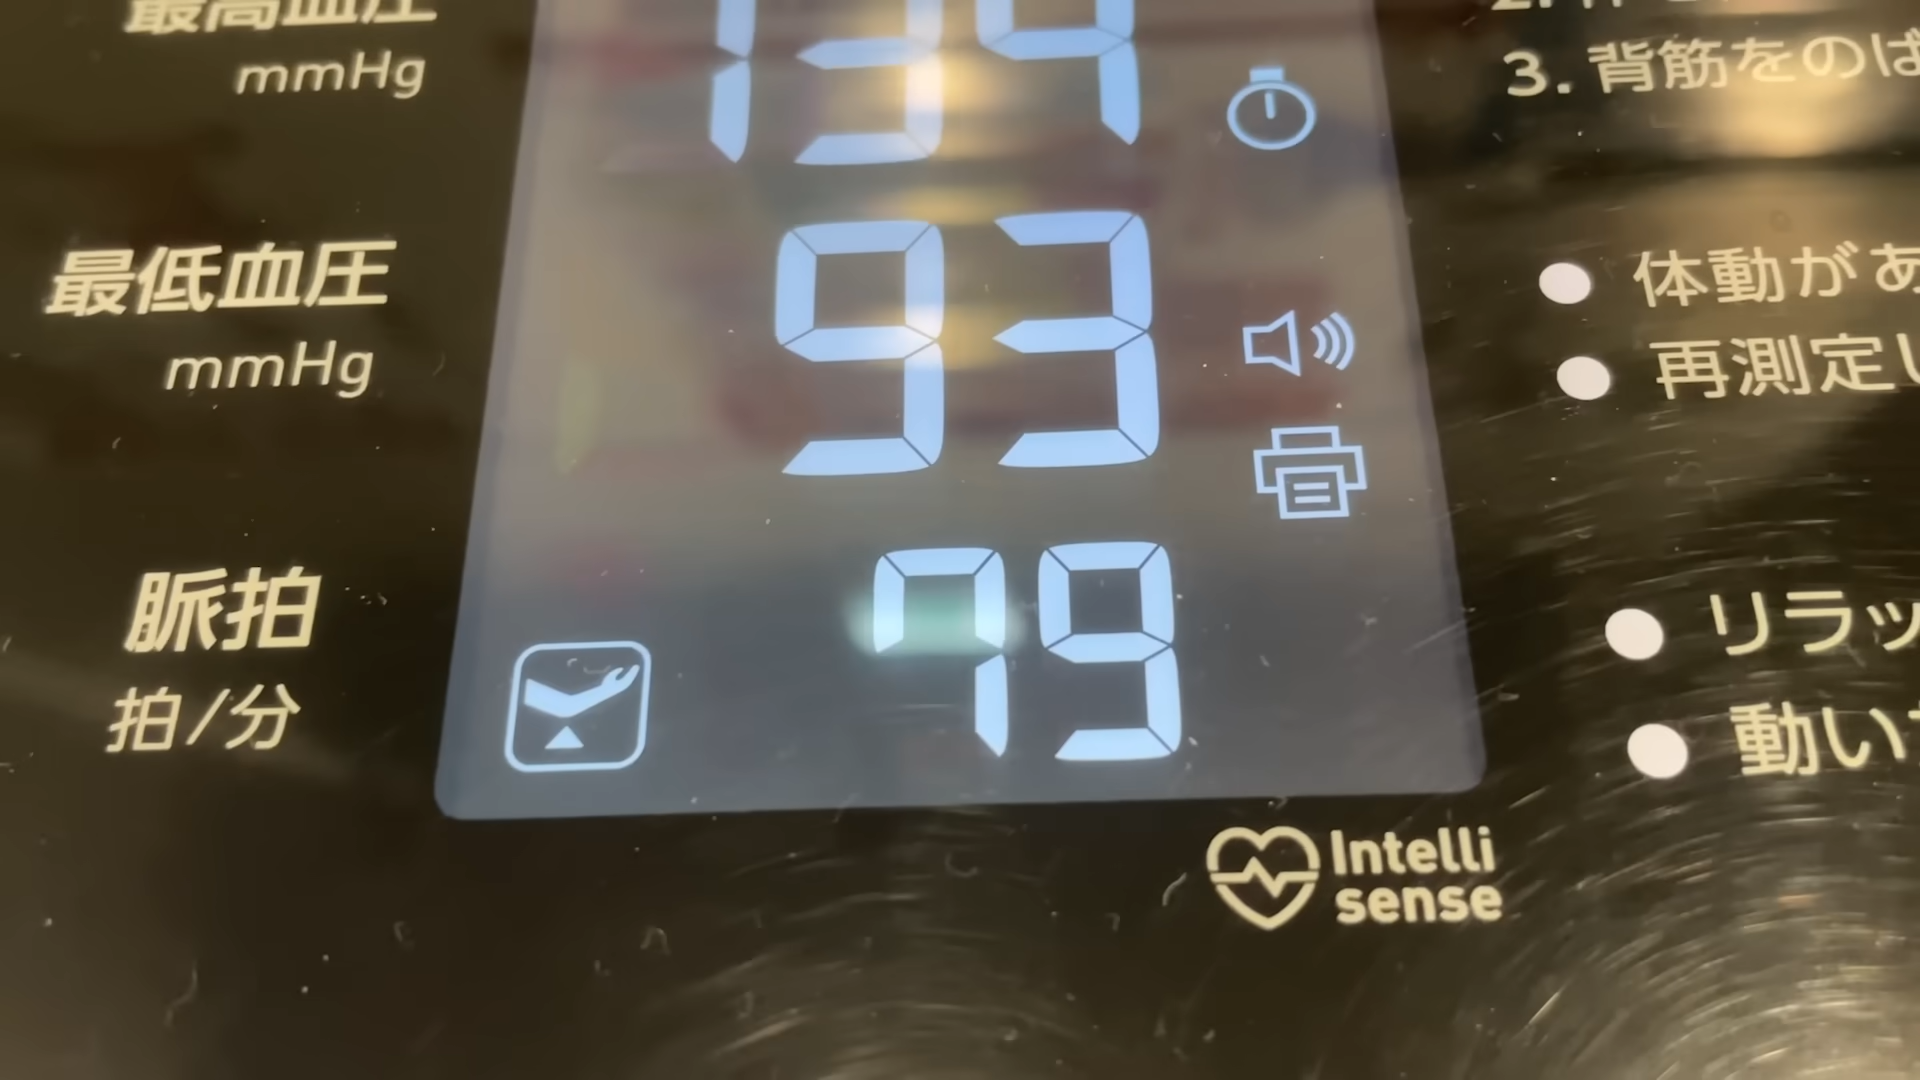 最高血圧
mmHg
134
3. 背筋をのば
最低血圧
mmHg
93
体動があ
再測定し
脈拍
拍/分
79
リラッ
動い
Intelli
sense